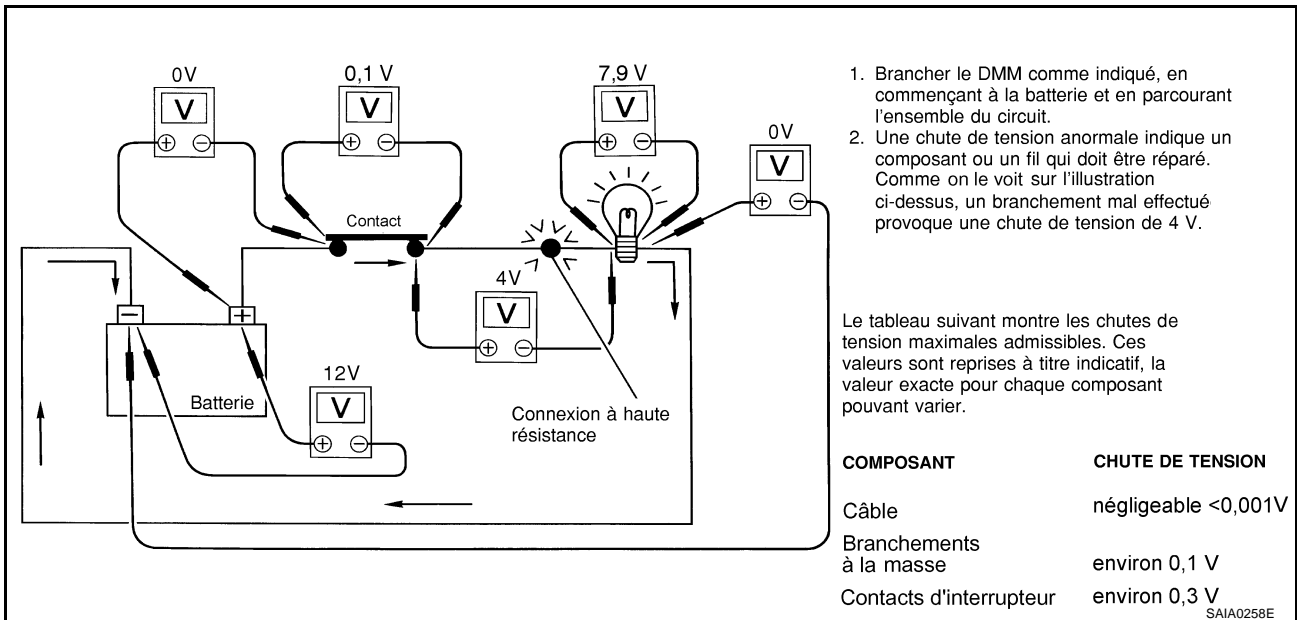 0V
V
0,1 V
V
7,9 V
V
0V
V
Contact
4V
V
12V
V
Batterie
Connexion à haute
résistance
1. Brancher le DMM comme indiqué, en
commençant à la batterie et en parcourant
l'ensemble du circuit.
2. Une chute de tension anormale indique un
composant ou un fil qui doit être réparé.
Comme on le voit sur l'illustration
ci-dessus, un branchement mal effectué
provoque une chute de tension de 4 V.
Le tableau suivant montre les chutes de
tension maximales admissibles. Ces
valeurs sont reprises à titre indicatif, la
valeur exacte pour chaque composant
pouvant varier.
COMPOSANT CHUTE DE TENSION
Câble négligeable <0,001V
Branchements
à la masse environ 0,1 V
Contacts d'interrupteur environ 0,3 V
SAIA0258E